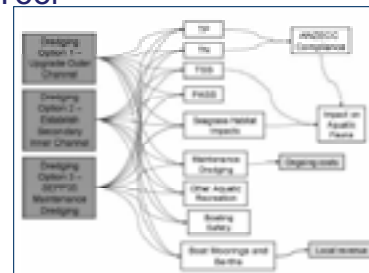 Dredging
Option 1 –
Upgrade Outer
Channel
Dredging
Option 2 –
Establish
Secondary
Inner Channel
Dredging
Option 3 –
Maintenance
Dredging
TP
TN
TSS
PASS
Seagrass Habitat
Impacts
Maintenance
Dredging
Other Aquatic
Recreation
Boating
Safety
Boat Moorings and
Berths
Compliance
Impact on
Aquatic
Fauna
Ongoing costs
Local revenue